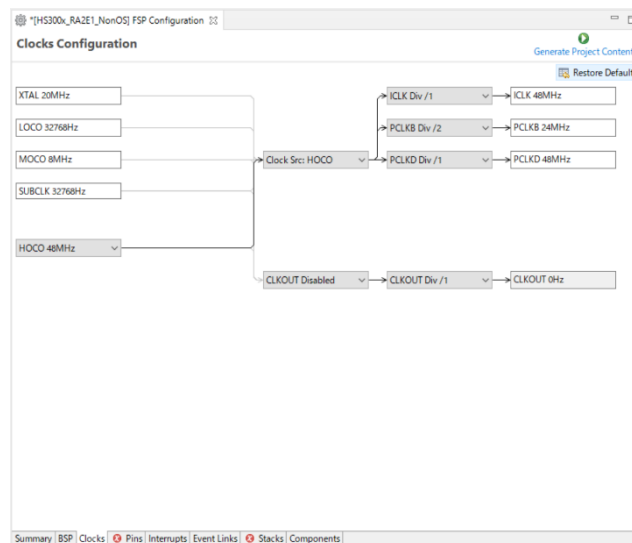 *[HS300x_RA2E1_NonOS] FSP Configuration
Clocks Configuration
Generate Project Content
Restore Default
XTAL 20MHz
ICLK Div /1
ICLK 48MHz
LOCO 32768Hz
PCLKB Div /2
PCLKB 24MHz
MOCO 8MHz
Clock Src: HOCO
PCLKD Div /1
PCLKD 48MHz
SUBCLK 32768Hz
HOCO 48MHz
CLKOUT Disabled
CLKOUT Div /1
CLKOUT 0Hz
Summary BSP Clocks Pins Interrupts Event Links Stacks Components